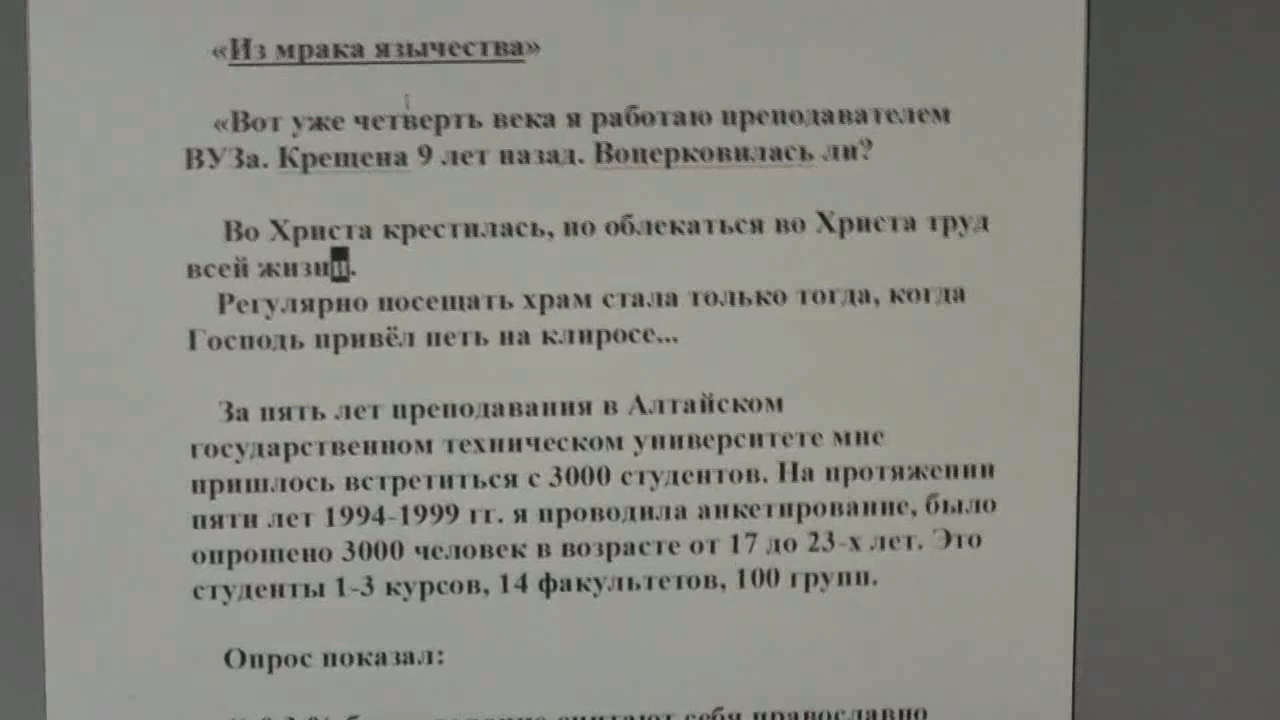 «Из мрака язычества»
«Вот уже четверть века я работаю преподавателем
ВУЗа. Крещена 9 лет назад. Воцерковилась ли?
Во Христа крестилась, но облекаться во Христа труд
всей жизни.
Регулярно посещать храм стала только тогда, когда
Господь привёл петь на клиросе...
За пять лет преподавания в Алтайском
государственном техническом университете мне
пришлось встретиться с 3000 студентов. На протяжении
пяти лет 1994-1999 гг. я проводила анкетирование, было
опрошено 3000 человек в возрасте от 17 до 23-х лет. Это
студенты 1-3 курсов, 14 факультетов, 100 групп.
Опрос показал:
считают себя православно